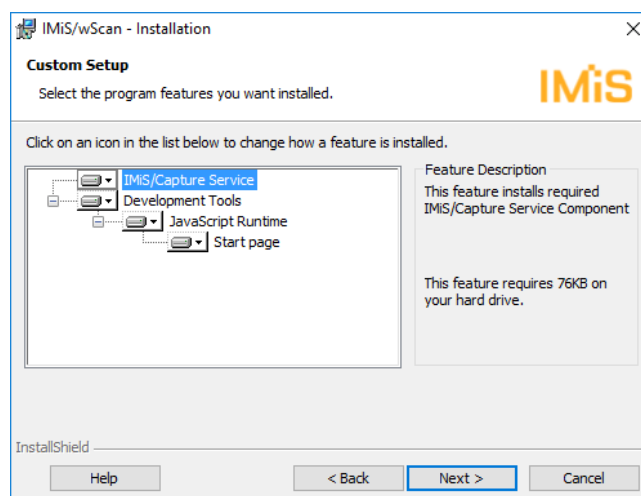 IMiS/wScan - Installation
Custom Setup
Select the program features you want installed.
IMiS
Click on an icon in the list below to change how a feature is installed.
IMiS/Capture Service
Development Tools
JavaScript Runtime
Start page
Feature Description
This feature installs required
IMiS/Capture Service Component
This feature requires 76KB on
your hard drive.
InstallShield
Help
< Back
Next >
Cancel